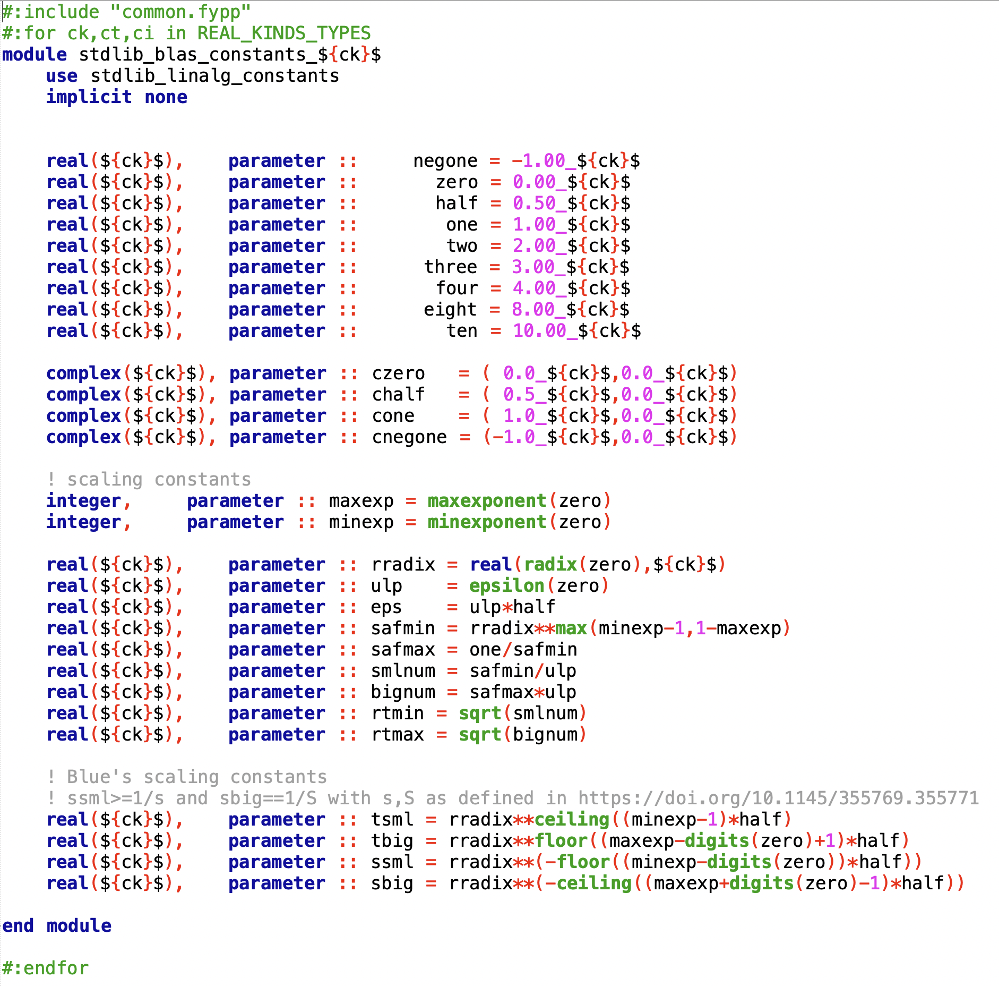 #:include "common.fypp"
#:for ck,ct,ci in REAL_KINDS_TYPES
module stdlib_blas_constants_${ck}$
    use stdlib_linalg_constants
    implicit none

    real(${ck}$),    parameter ::     negone = -1.00_${ck}$
    real(${ck}$),    parameter ::       zero = 0.00_${ck}$
    real(${ck}$),    parameter ::       half = 0.50_${ck}$
    real(${ck}$),    parameter ::        one = 1.00_${ck}$
    real(${ck}$),    parameter ::        two = 2.00_${ck}$
    real(${ck}$),    parameter ::      three = 3.00_${ck}$
    real(${ck}$),    parameter ::       four = 4.00_${ck}$
    real(${ck}$),    parameter ::      eight = 8.00_${ck}$
    real(${ck}$),    parameter ::        ten = 10.00_${ck}$

    complex(${ck}$), parameter :: czero   = ( 0.0_${ck}$,0.0_${ck}$)
    complex(${ck}$), parameter :: chalf   = ( 0.5_${ck}$,0.0_${ck}$)
    complex(${ck}$), parameter :: cone    = ( 1.0_${ck}$,0.0_${ck}$)
    complex(${ck}$), parameter :: cnegone = (-1.0_${ck}$,0.0_${ck}$)

    ! scaling constants
    integer,     parameter :: maxexp = maxexponent(zero)
    integer,     parameter :: minexp = minexponent(zero)

    real(${ck}$),    parameter :: rradix = real(radix(zero),${ck}$)
    real(${ck}$),    parameter :: ulp    = epsilon(zero)
    real(${ck}$),    parameter :: eps    = ulp*half
    real(${ck}$),    parameter :: safmin = rradix**max(minexp-1,1-maxexp)
    real(${ck}$),    parameter :: safmax = one/safmin
    real(${ck}$),    parameter :: smlnum = safmin/ulp
    real(${ck}$),    parameter :: bignum = safmax*ulp
    real(${ck}$),    parameter :: rtmin = sqrt(smlnum)
    real(${ck}$),    parameter :: rtmax = sqrt(bignum)

    ! Blue's scaling constants
    ! ssml>=1/s and sbig==1/S with s,S as defined in https://doi.org/10.1145/355769.355771
    real(${ck}$),    parameter :: tsml = rradix**ceiling((minexp-1)*half)
    real(${ck}$),    parameter :: tbig = rradix**floor((maxexp-digits(zero)+1)*half)
    real(${ck}$),    parameter :: ssml = rradix**(-floor((minexp-digits(zero))*half))
    real(${ck}$),    parameter :: sbig = rradix**(-ceiling((maxexp+digits(zero)-1)*half))

end module

#:endfor